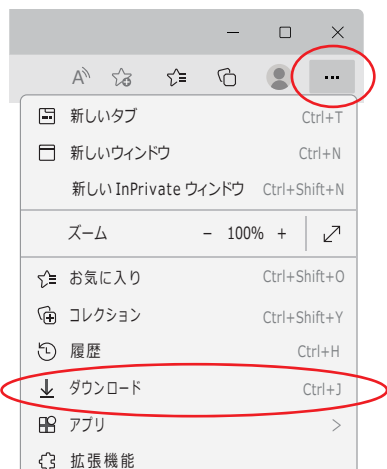 新しいタブ Ctrl+T
新しいウィンドウ Ctrl+N
新しい InPrivate ウィンドウ Ctrl+Shift+N
ズーム - 100% +
お気に入り Ctrl+Shift+O
コレクション Ctrl+Shift+Y
履歴 Ctrl+H
ダウンロード Ctrl+J
アプリ >
拡張機能